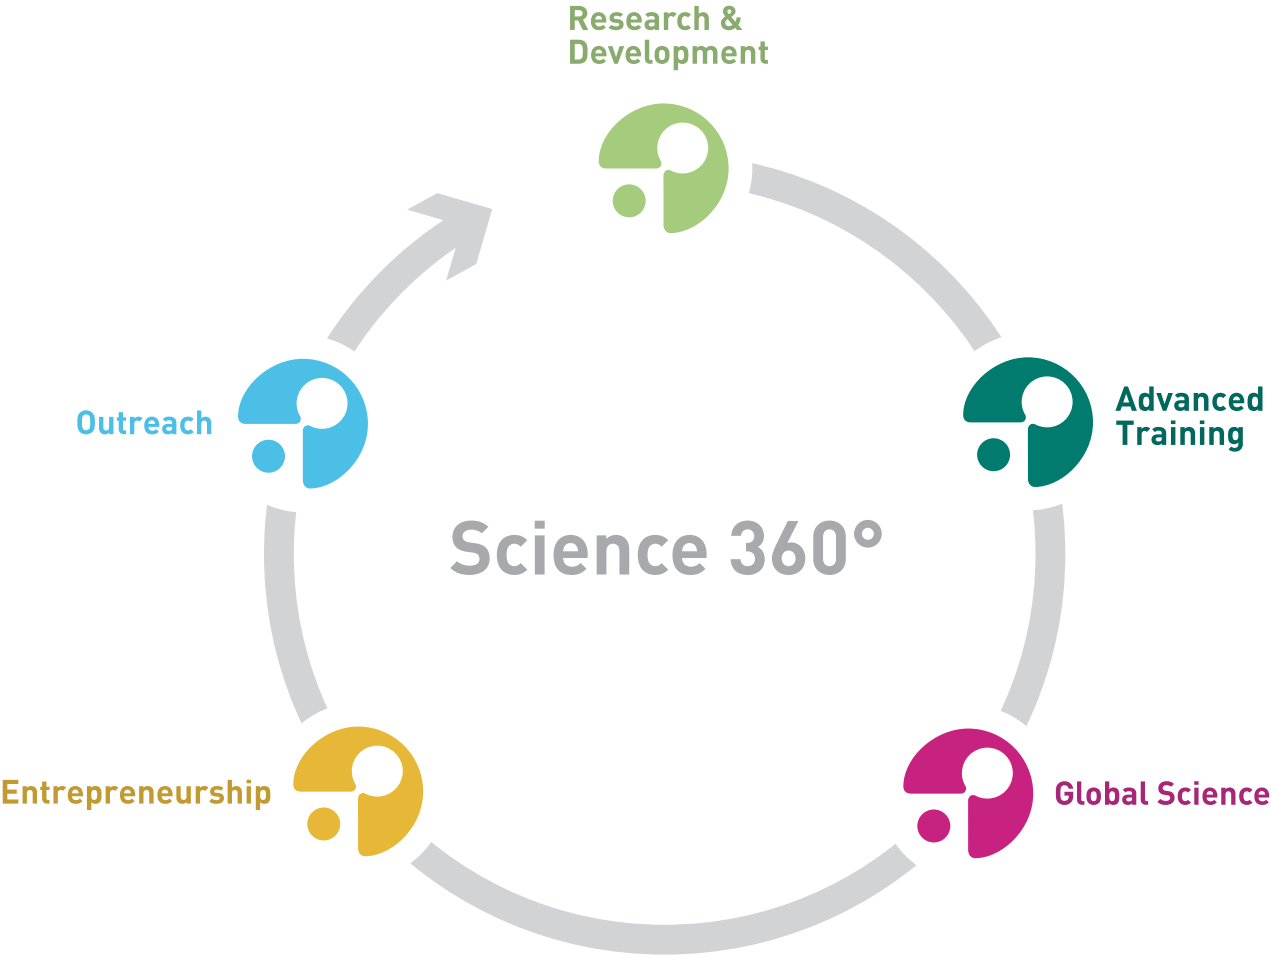 Research &
Development
Advanced
Training
Outreach
Science 360°
Entrepreneurship
Global Science